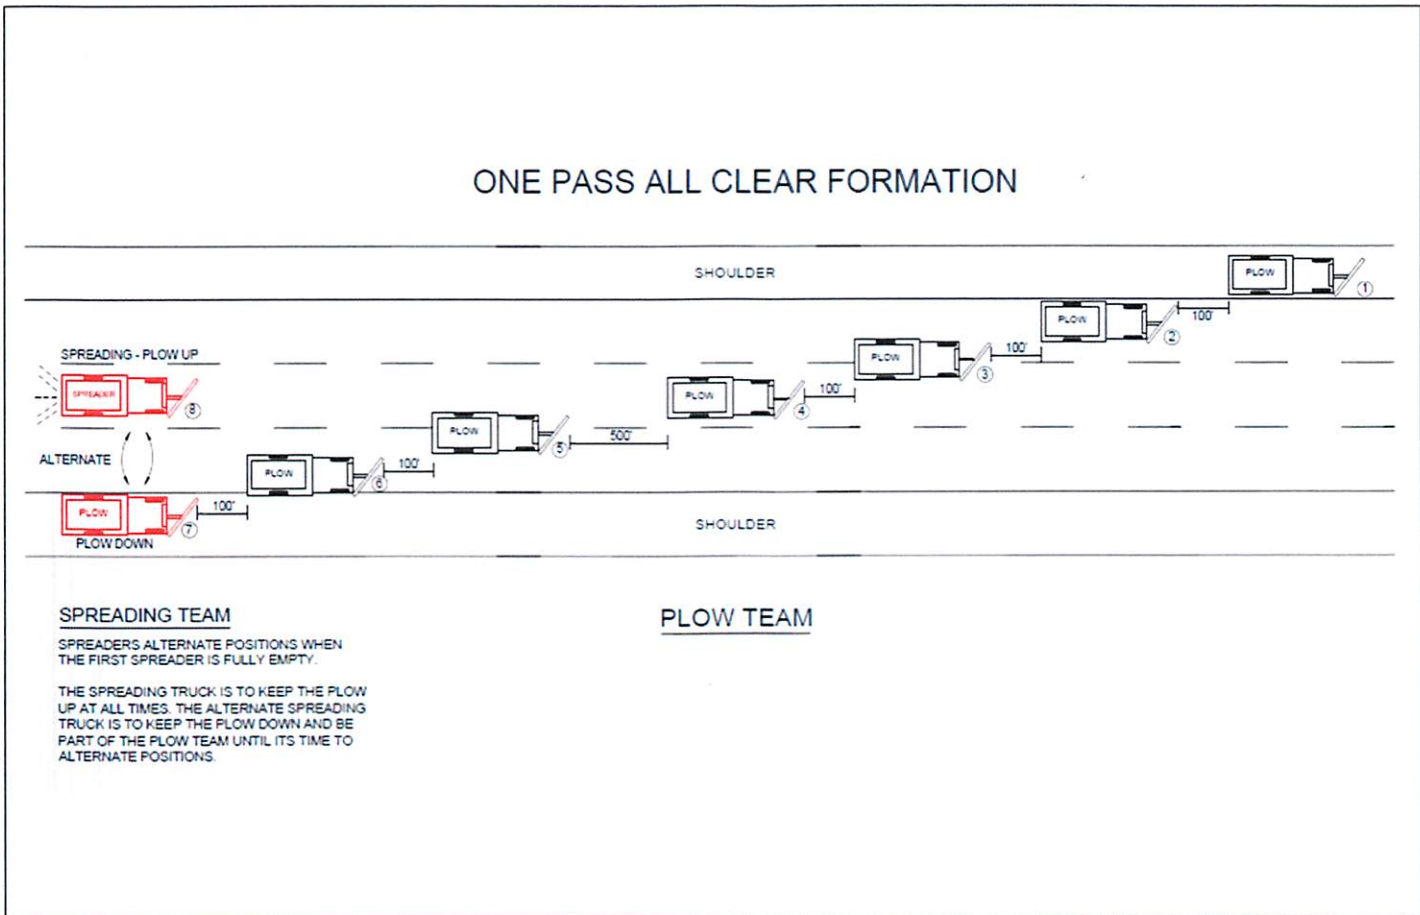 ONE PASS ALL CLEAR FORMATION
SHOULDER
PLOW
1
PLOW
2
100'
PLOW
3
100'
SPREADING - PLOW UP
SPREADER
8
PLOW
4
100'
PLOW
5
500'
ALTERNATE
PLOW
6
100'
PLOW
7
100'
PLOW DOWN
SHOULDER
SPREADING TEAM
SPREADERS ALTERNATE POSITIONS WHEN
THE FIRST SPREADER IS FULLY EMPTY.
THE SPREADING TRUCK IS TO KEEP THE PLOW
UP AT ALL TIMES. THE ALTERNATE SPREADING
TRUCK IS TO KEEP THE PLOW DOWN AND BE
PART OF THE PLOW TEAM UNTIL ITS TIME TO
ALTERNATE POSITIONS.
PLOW TEAM